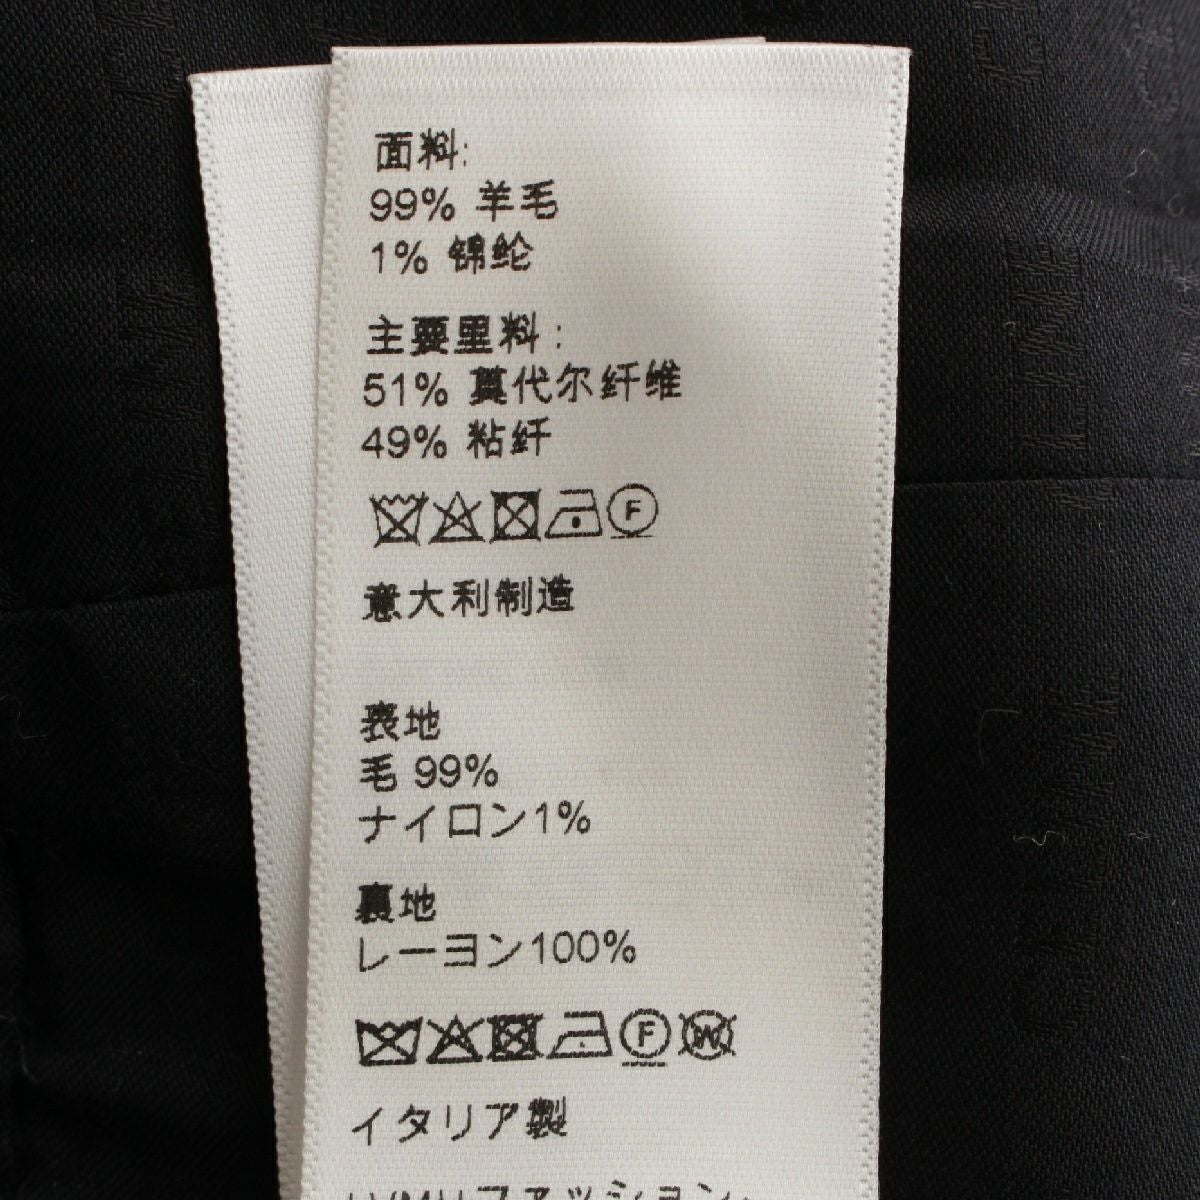 面料:
99% 羊毛
1% 锦纶
主要里料:
51% 莫代尔纤维
49% 粘纤
F
意大利制造
表地
毛 99%
ナイロン1%
裏地
レーヨン100%
F W
イタリア製